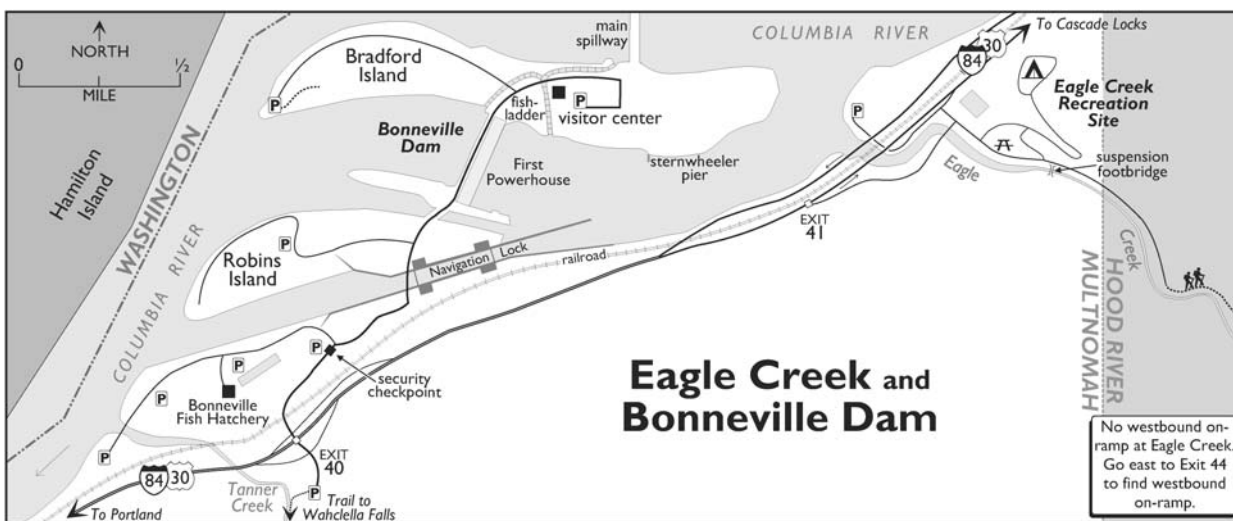 NORTH
0 ½
MILE
Hamilton
Island
WASHINGTON
COLUMBIA RIVER
Bradford
Island
P
Bonneville
Dam
main
spillway
fish-
ladder
P
visitor center
First
Powerhouse
sternwheeler
pier
COLUMBIA RIVER
To Cascade Locks
84
30
P
Eagle Creek
Recreation
Site
suspension
footbridge
Eagle
Creek
EXIT
41
P
Robins
Island
Navigation Lock
railroad
P
P
P
P
security
checkpoint
Bonneville
Fish Hatchery
EXIT
40
84
30
To Portland
Tanner
Creek
P
Trail to
Wahclella Falls
HOOD RIVER
MULTNOMAH
Eagle Creek and
Bonneville Dam
No westbound on-
ramp at Eagle Creek.
Go east to Exit 44
to find westbound
on-ramp.